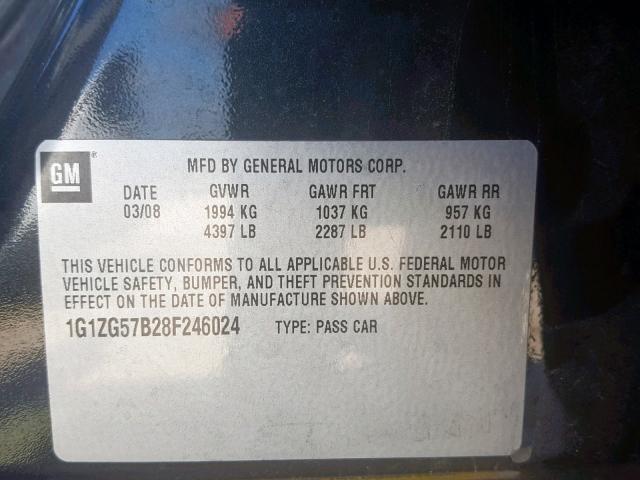 GM ®
MFD BY GENERAL MOTORS CORP.
DATE GVWR GAWR FRT GAWR RR
03/08 1994 KG 1037 KG 957 KG
4397 LB 2287 LB 2110 LB
THIS VEHICLE CONFORMS TO ALL APPLICABLE U.S. FEDERAL MOTOR
VEHICLE SAFETY, BUMPER, AND THEFT PREVENTION STANDARDS IN
EFFECT ON THE DATE OF MANUFACTURE SHOWN ABOVE.
1G1ZG57B28F246024 TYPE: PASS CAR